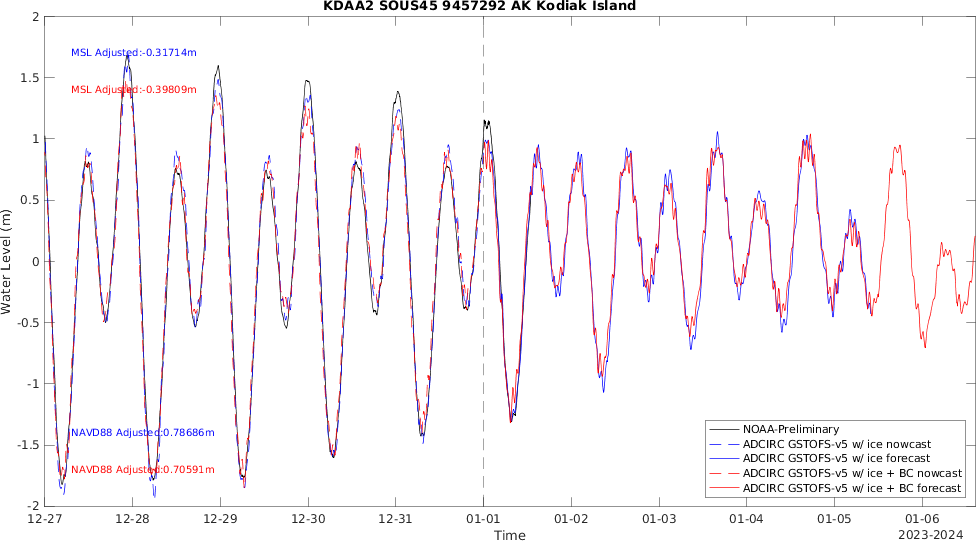 KDAA2 SOUS45 9457292 AK Kodiak Island
2
1.5
1
0.5
0
-0.5
-1
-1.5
-2
Water Level (m)
MSL Adjusted:-0.31714m
MSL Adjusted:-0.39809m
NAVD88 Adjusted:0.78686m
NAVD88 Adjusted:0.70591m
NOAA-Preliminary
ADCIRC GSTOFS-v5 w/ ice nowcast
ADCIRC GSTOFS-v5 w/ ice forecast
ADCIRC GSTOFS-v5 w/ ice + BC nowcast
ADCIRC GSTOFS-v5 w/ ice + BC forecast
12-27 12-28 12-29 12-30 12-31 01-01 01-02 01-03 01-04 01-05 01-06
Time
2023-2024